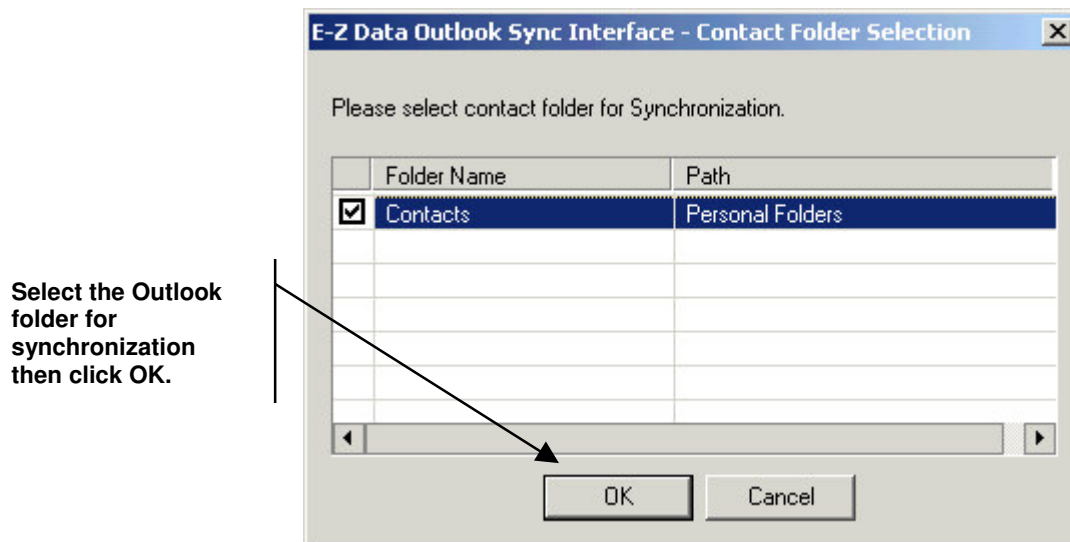 E-Z Data Outlook Sync Interface - Contact Folder Selection
Please select contact folder for Synchronization.
Folder Name Path
Contacts Personal Folders
Select the Outlook
folder for
synchronization
then click OK.
OK Cancel